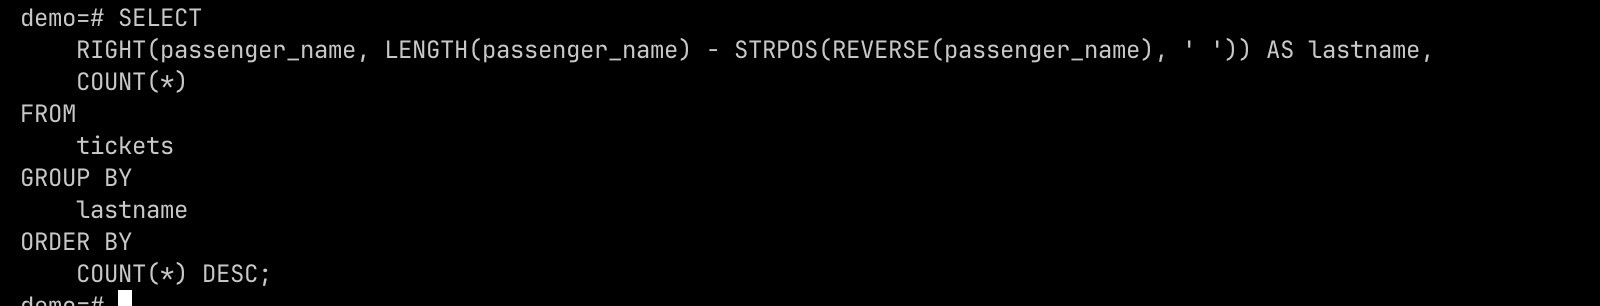 demo=# SELECT
    RIGHT(passenger_name, LENGTH(passenger_name) - STRPOS(REVERSE(passenger_name), ' ')) AS lastname,
    COUNT(*)
FROM
    tickets
GROUP BY
    lastname
ORDER BY
    COUNT(*) DESC;
demo=#